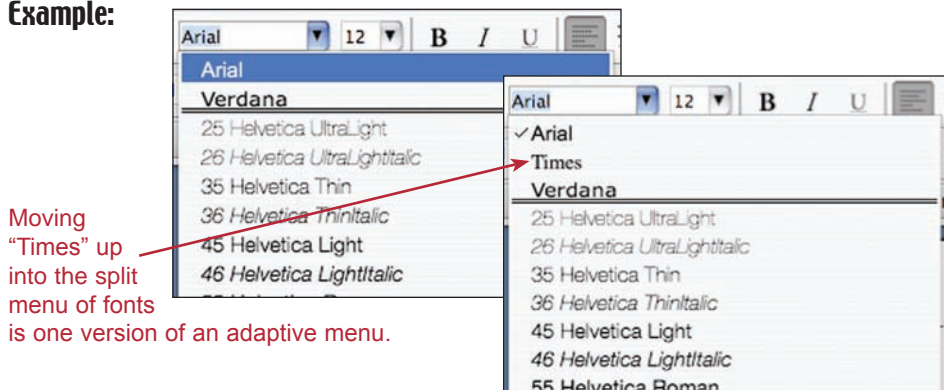 Example:
Arial 12 B I U
Arial
Verdana
25 Helvetica UltraLight
26 Helvetica UltraLightItalic
35 Helvetica Thin
36 Helvetica ThinItalic
45 Helvetica Light
46 Helvetica LightItalic
Arial 12 B I U
✓Arial
Times
Verdana
25 Helvetica UltraLight
26 Helvetica UltraLightItalic
35 Helvetica Thin
36 Helvetica ThinItalic
45 Helvetica Light
46 Helvetica LightItalic
55 Helvetica Roman
Moving
"Times" up
into the split
menu of fonts
is one version of an adaptive menu.